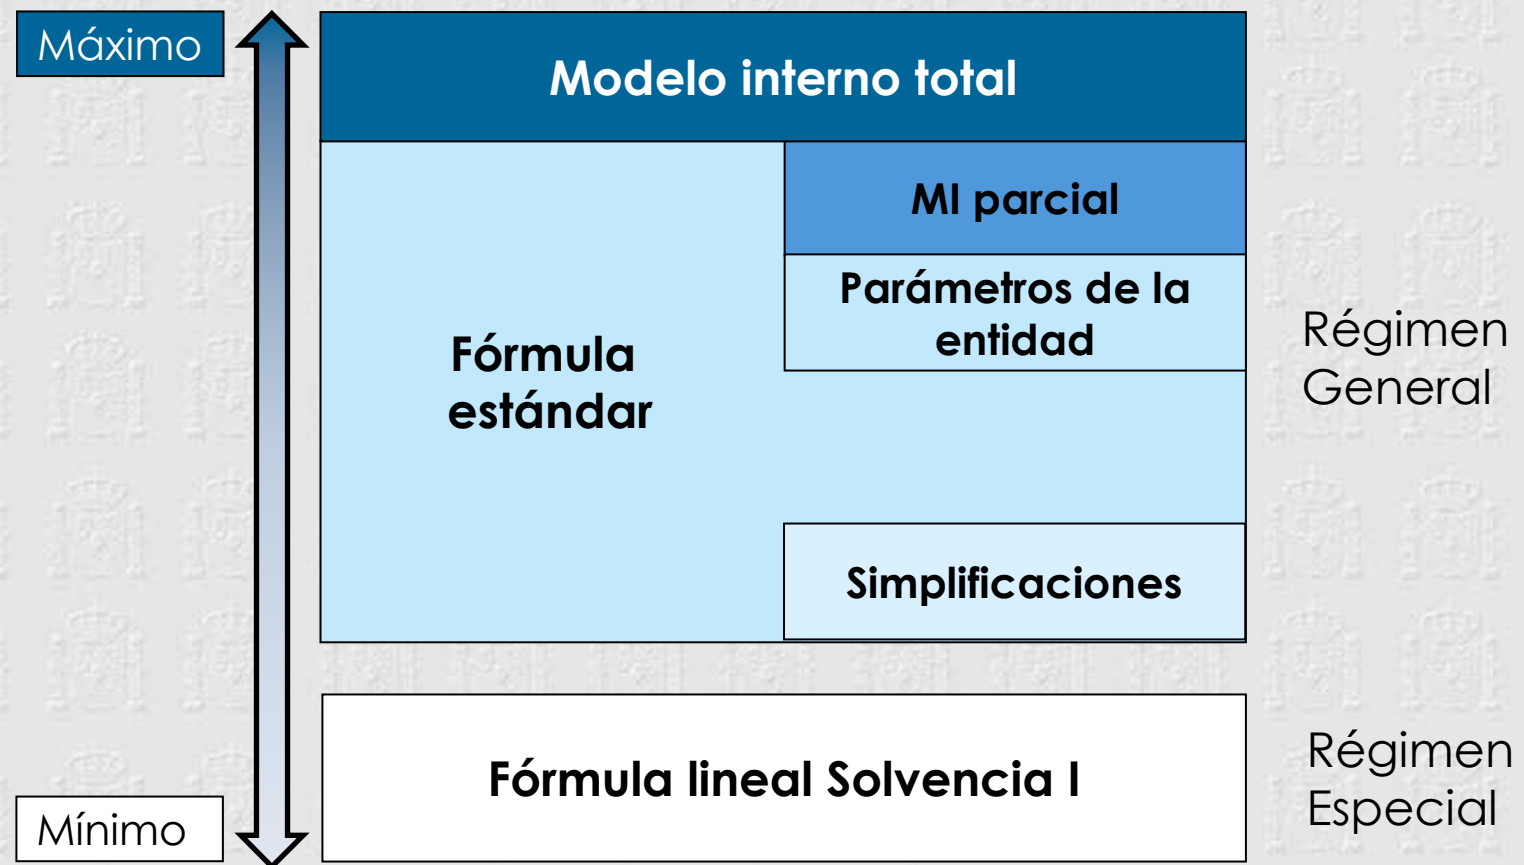 Máximo
Modelo interno total
MI parcial
Parámetros de la
entidad
Fórmula
estándar
Régimen
General
Simplificaciones
Fórmula lineal Solvencia I
Régimen
Especial
Mínimo